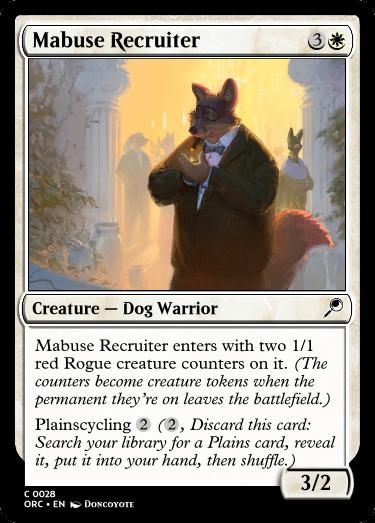 Mabuse Recruiter 3
Creature — Dog Warrior
Mabuse Recruiter enters with two 1/1
red Rogue creature counters on it. (The
counters become creature tokens when the
permanent they're on leaves the battlefield.)
Plainscycling 2 (2, Discard this card:
Search your library for a Plains card, reveal
it, put it into your hand, then shuffle.)
3/2
C 0028
ORC • EN Doncoyote